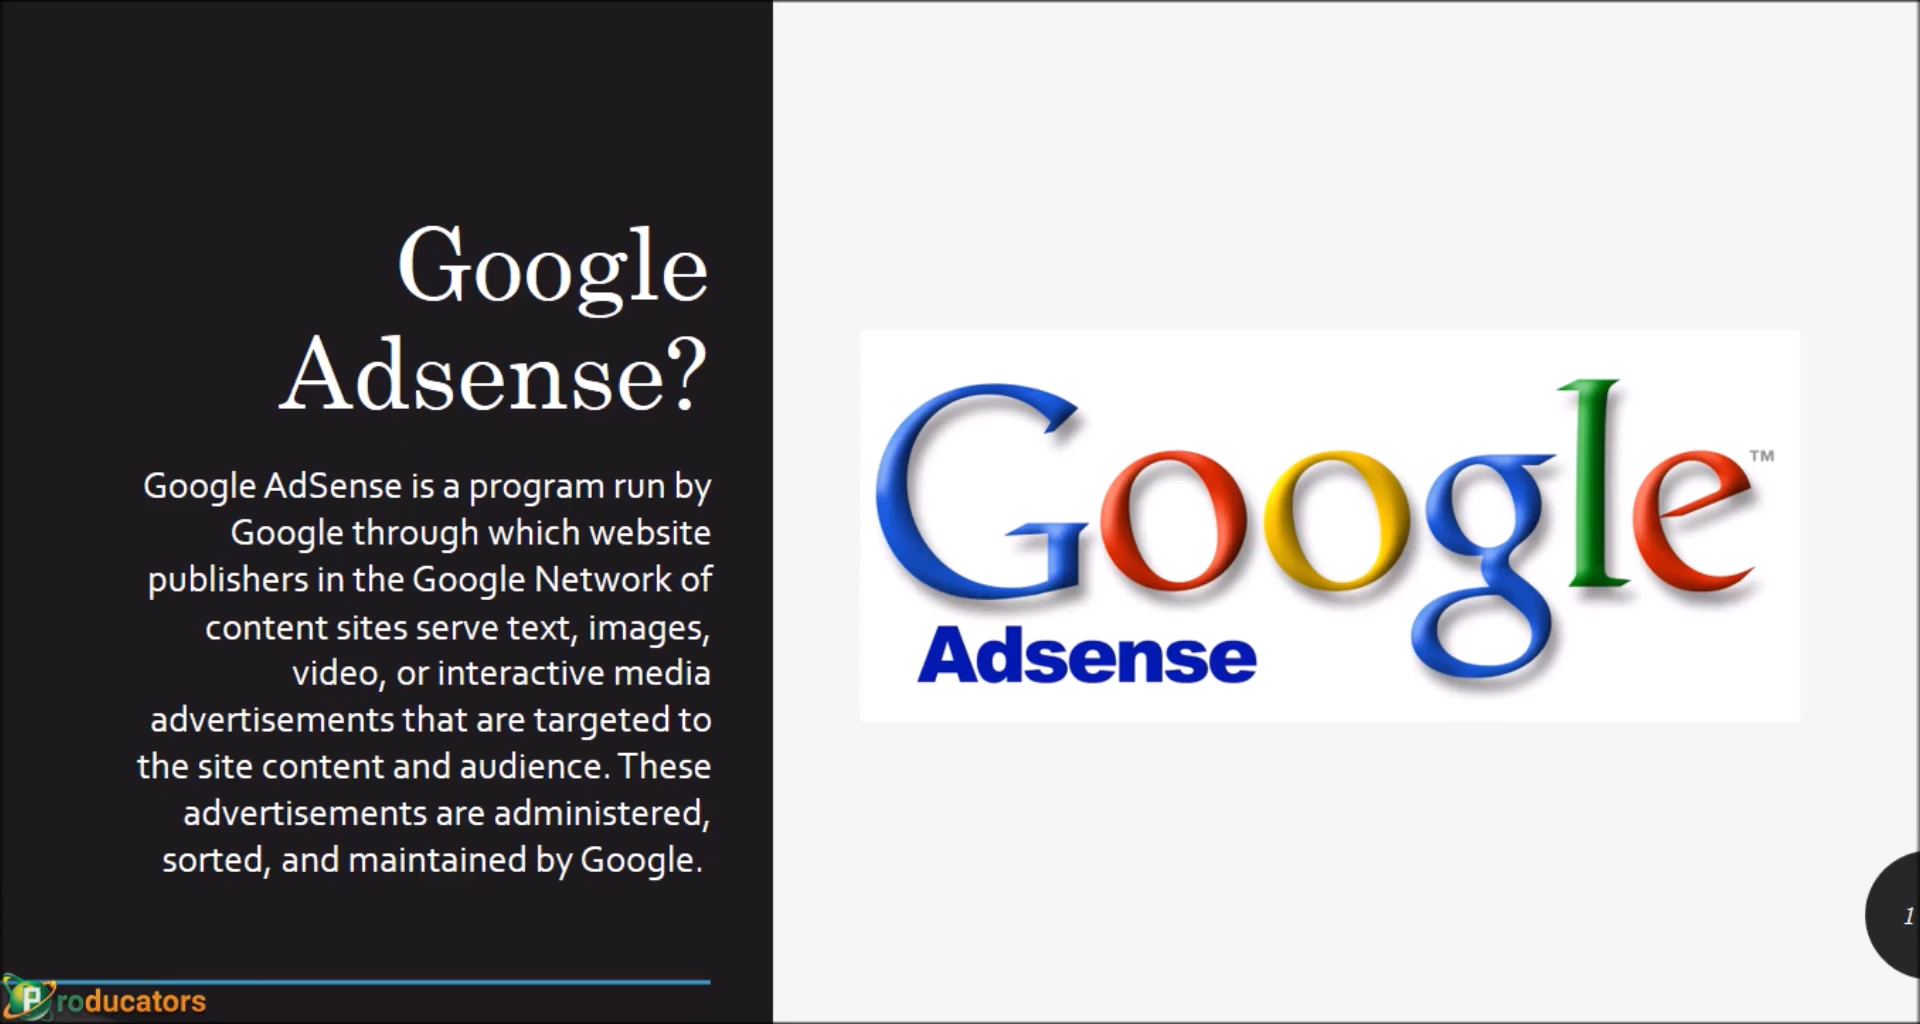 Google
Adsense?
Google AdSense is a program run by
Google through which website
publishers in the Google Network of
content sites serve text, images,
video, or interactive media
advertisements that are targeted to
the site content and audience. These
advertisements are administered,
sorted, and maintained by Google.
Producators
Google™
Adsense
1